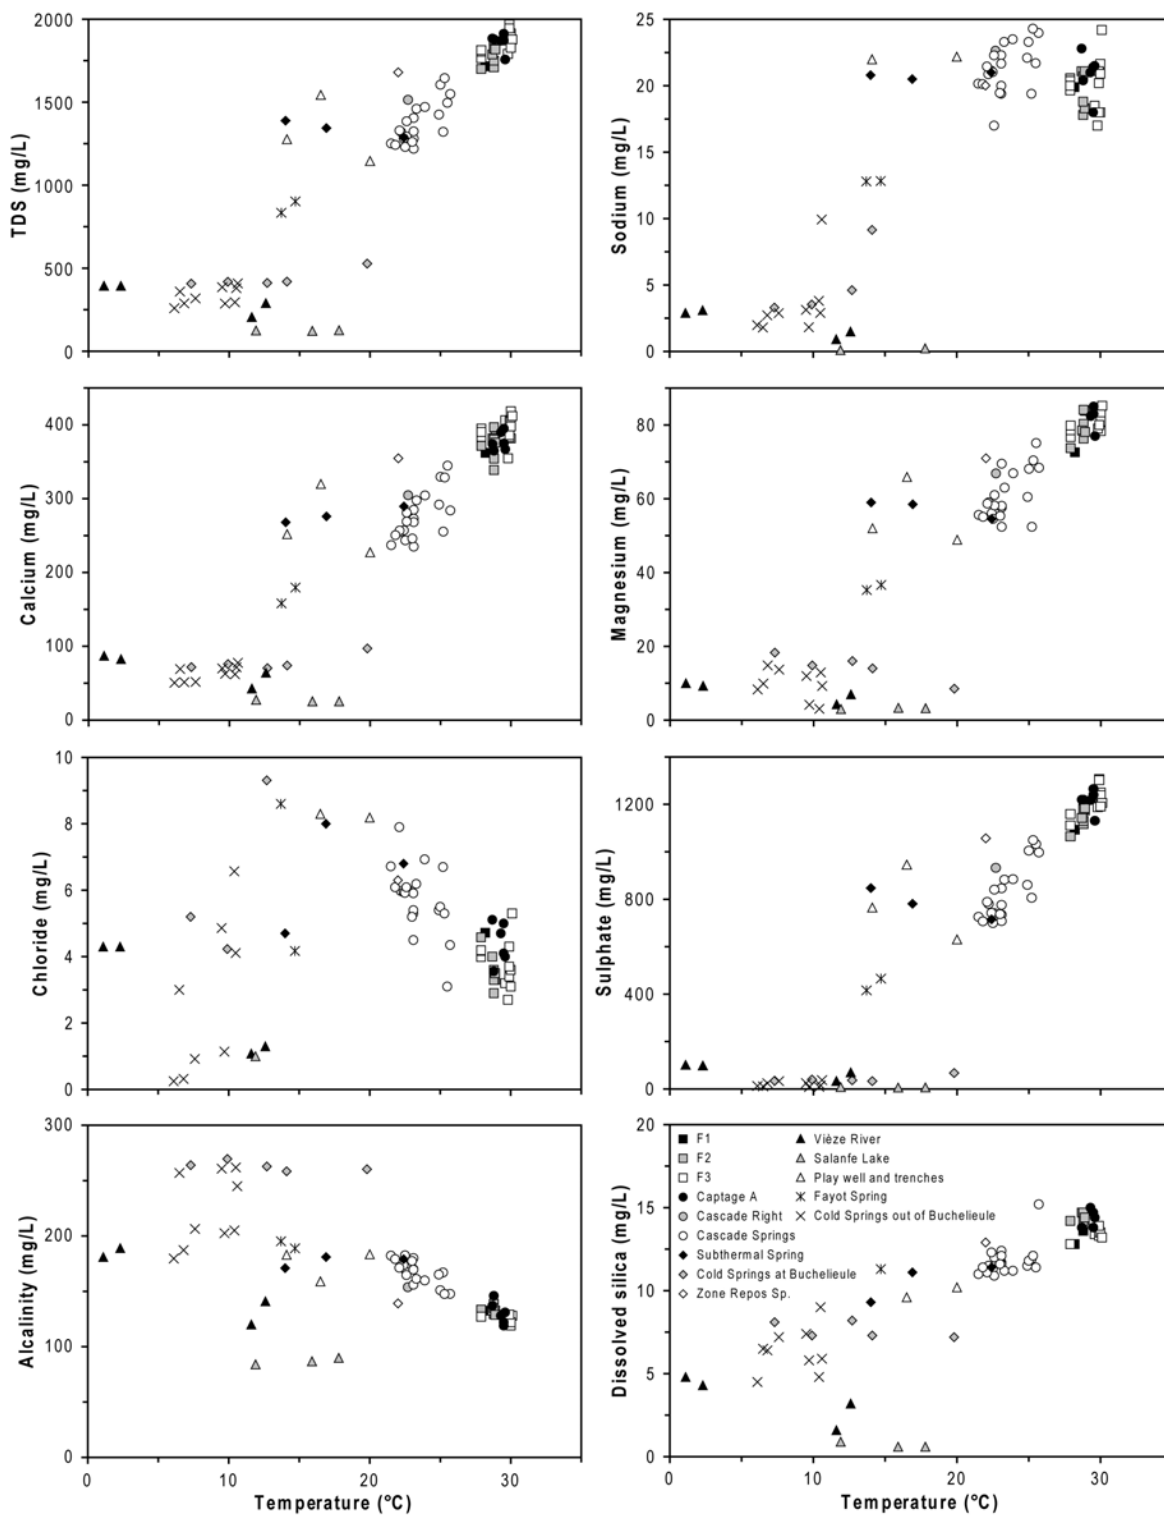 TDS (mg/L)
2000
1500
1000
500
0
Sodium (mg/L)
25
20
15
10
5
0
Calcium (mg/L)
400
300
200
100
0
Magnesium (mg/L)
80
60
40
20
0
Chloride (mg/L)
10
8
6
4
2
0
Sulphate (mg/L)
1200
800
400
0
Alcalinity (mg/L)
300
200
100
0
0 10 20 30
Temperature (°C)
Dissolved silica (mg/L)
20
15
10
5
0
F1
F2
F3
Captage A
Cascade Right
Cascade Springs
Subthermal Spring
Cold Springs at Buchelieule
Zone Repos Sp.
Vièze River
Salanfe Lake
Play well and trenches
Fayot Spring
Cold Springs out of Buchelieule
0 10 20 30
Temperature (°C)